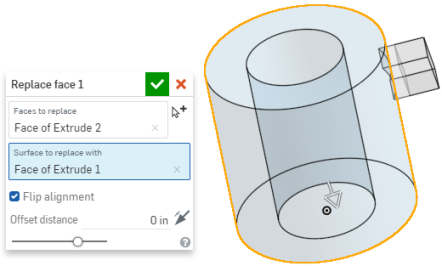 Replace face 1
Faces to replace
Face of Extrude 2
Surface to replace with
Face of Extrude 1
Flip alignment
Offset distance 0 in